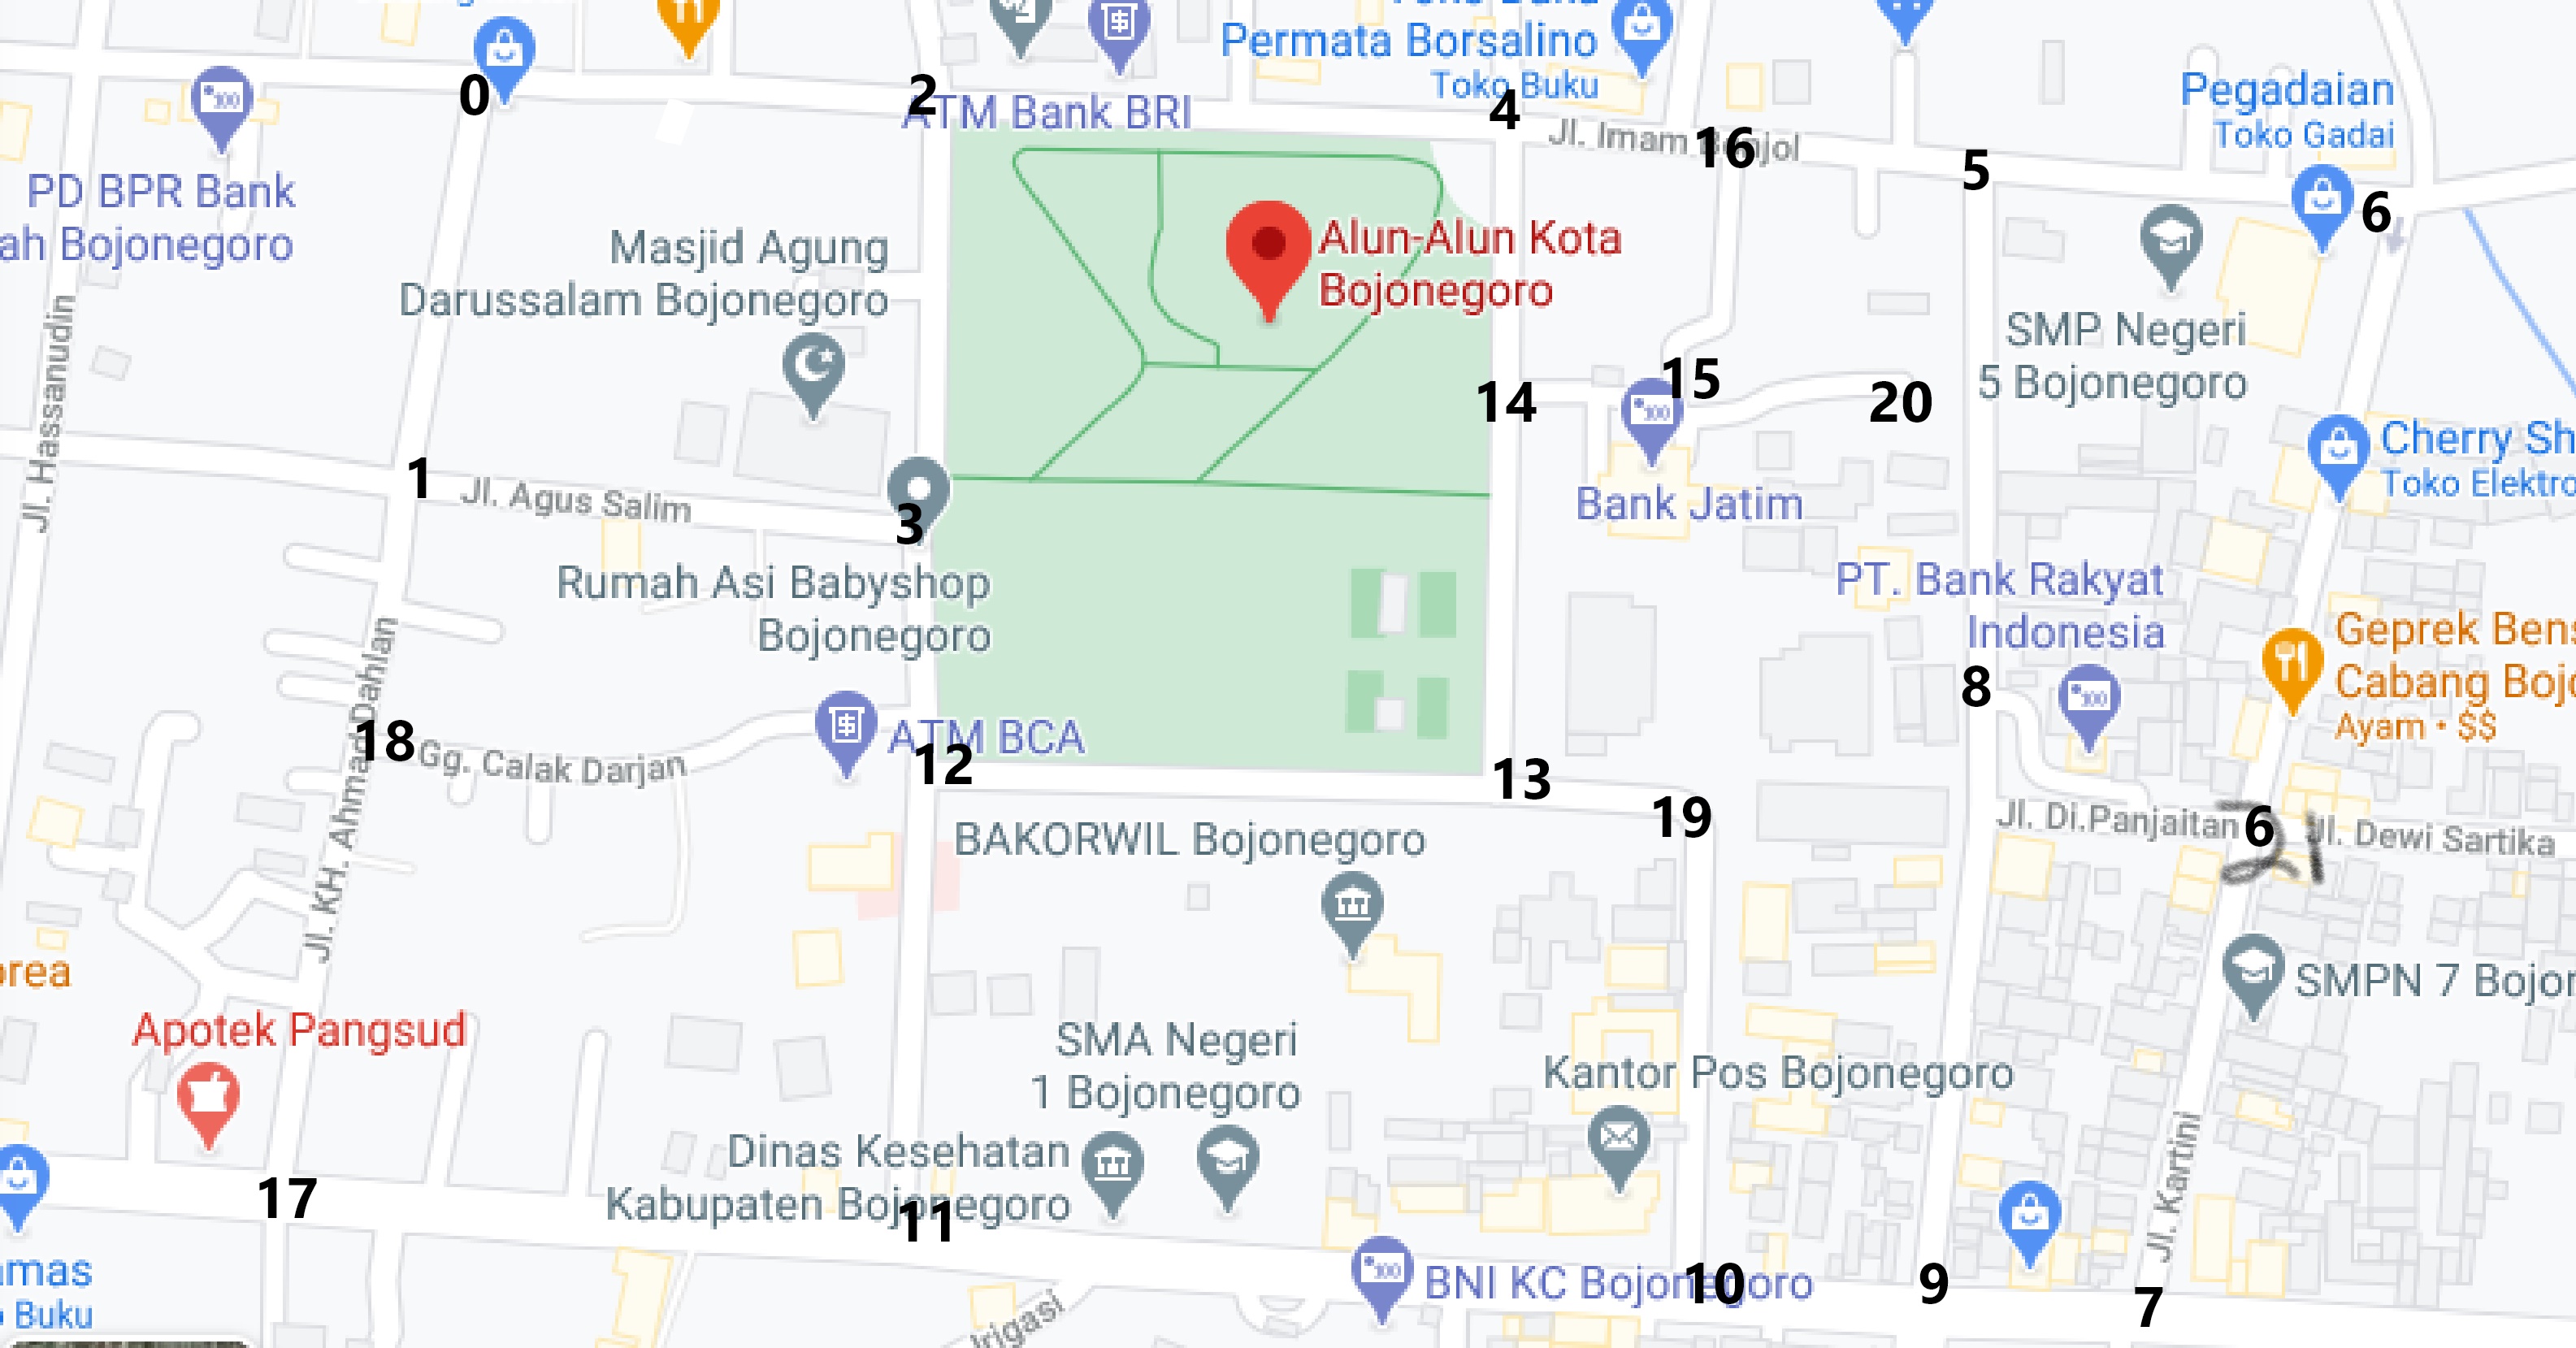 0
2
ATM Bank BRI
Permata Borsalino
Toko Buku
4
Jl. Imam Bonjol
16
5
Pegadaian
Toko Gadai
6
PD BPR Bank
ah Bojonegoro
Masjid Agung
Darussalam Bojonegoro
Alun-Alun Kota
Bojonegoro
SMP Negeri
5 Bojonegoro
Jl. Hassanudin
14
15
20
1
Jl. Agus Salim
3
Bank Jatim
Cherry Sh
Toko Elektro
Rumah Asi Babyshop
Bojonegoro
PT. Bank Rakyat
Indonesia
8
Geprek Bens
Cabang Bojo
Ayam • $$
18
Jl. KH. Ahmad Dahlan
Gg. Calak Darjan
ATM BCA
12
13
19
BAKORWIL Bojonegoro
Jl. Di.Panjaitan
6
21
Jl. Dewi Sartika
orea
Apotek Pangsud
SMPN 7 Bojon
SMA Negeri
1 Bojonegoro
Kantor Pos Bojonegoro
Dinas Kesehatan
Kabupaten Bojonegoro
17
11
Jl. Kartini
amas
Buku
Irigasi
BNI KC Bojonegoro
10
9
7